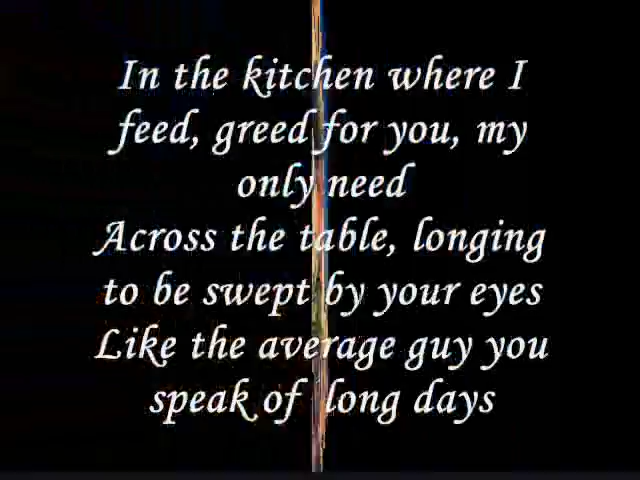 In the kitchen where I
feed, greed for you, my
only need
Across the table, longing
to be swept by your eyes
Like the average guy you
speak of long days